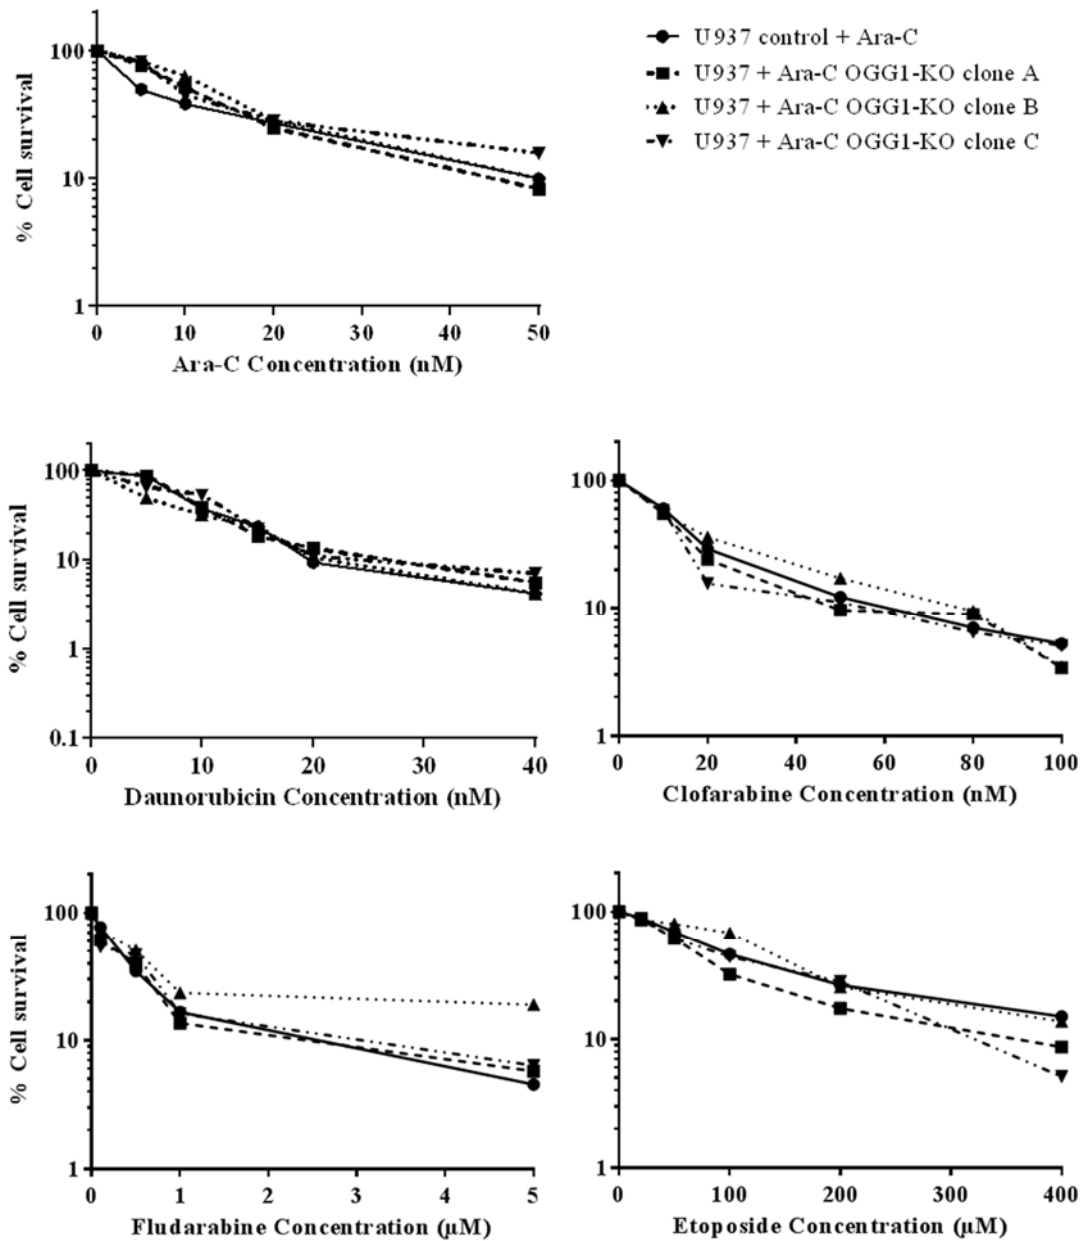 U937 control + Ara-C
U937 + Ara-C OGG1-KO clone A
U937 + Ara-C OGG1-KO clone B
U937 + Ara-C OGG1-KO clone C
% Cell survival
100
10
1
0 10 20 30 40 50
Ara-C Concentration (nM)
% Cell survival
100
10
1
0.1
0 10 20 30 40
Daunorubicin Concentration (nM)
100
10
1
0 20 40 60 80 100
Clofarabine Concentration (nM)
% Cell survival
100
10
1
0 1 2 3 4 5
Fludarabine Concentration (µM)
100
10
1
0 100 200 300 400
Etoposide Concentration (µM)